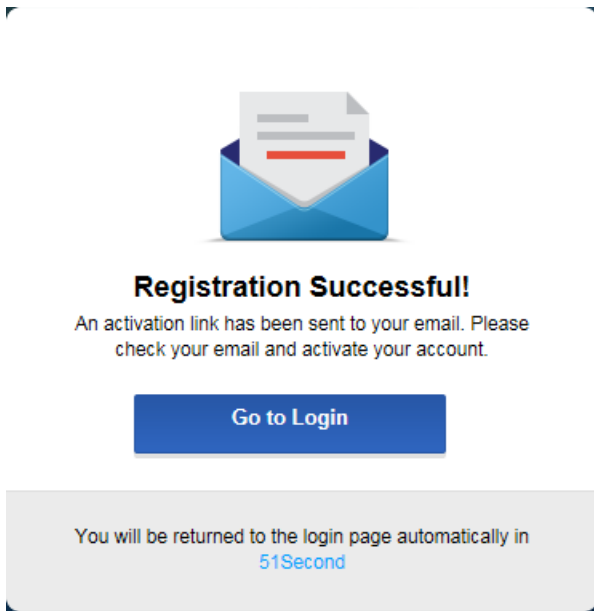 Registration Successful!
An activation link has been sent to your email. Please
check your email and activate your account.
Go to Login
You will be returned to the login page automatically in
51Second